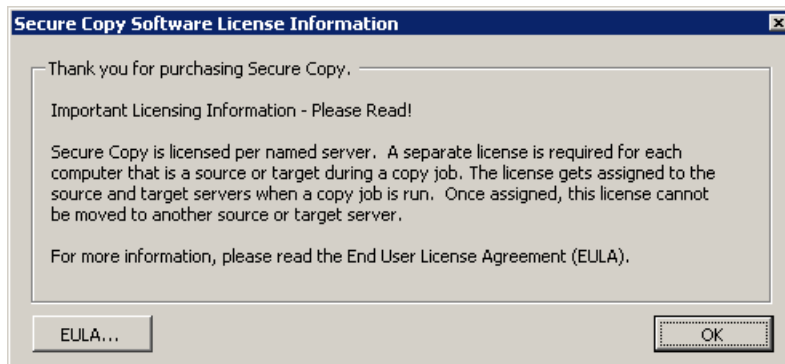 Secure Copy Software License Information
Thank you for purchasing Secure Copy.
Important Licensing Information - Please Read!
Secure Copy is licensed per named server.  A separate license is required for each
computer that is a source or target during a copy job. The license gets assigned to the
source and target servers when a copy job is run.  Once assigned, this license cannot
be moved to another source or target server.
For more information, please read the End User License Agreement (EULA).
EULA...
OK